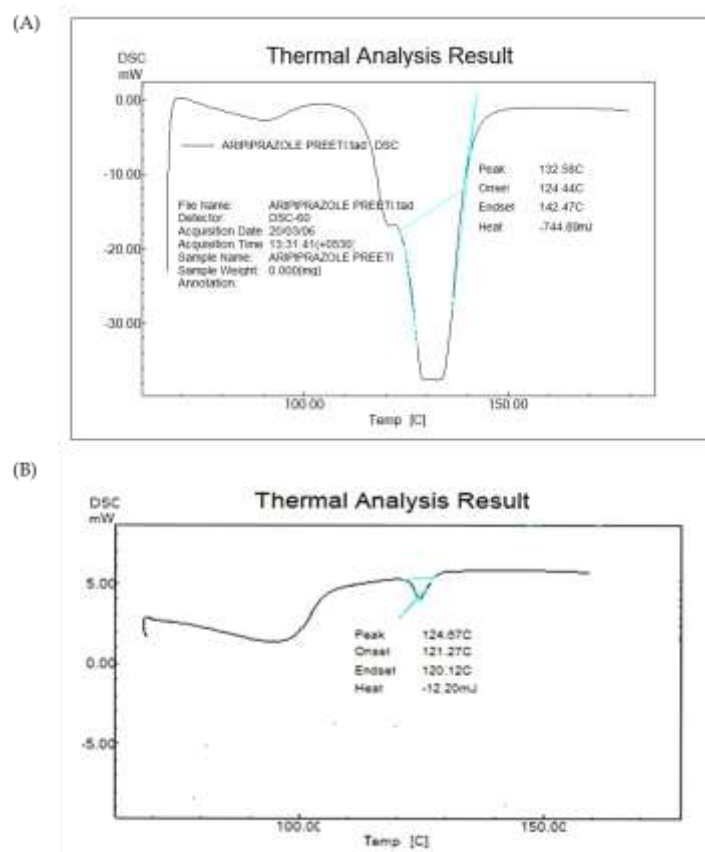 (A)
Thermal Analysis Result
DSC
mW
0.00
-10.00
-20.00
-30.00
ARIPIPRAZOLE PREETI.tad DSC
File Name: ARIPIPRAZOLE PREETI.tad
Detector: DSC-60
Acquisition Date 20/03/06
Acquisition Time 13:31:41(+0530)
Sample Name: ARIPIPRAZOLE PREETI
Sample Weight: 0.000[mg]
Annotation:
Peak 132.58C
Onset 124.44C
Endset 142.47C
Heat -744.69mJ
100.00 150.00
Temp [C]
(B)
Thermal Analysis Result
DSC
mW
5.00
0.00
-5.00
Peak 124.67C
Onset 121.27C
Endset 120.12C
Heat -12.20mJ
100.00 150.00
Temp [C]